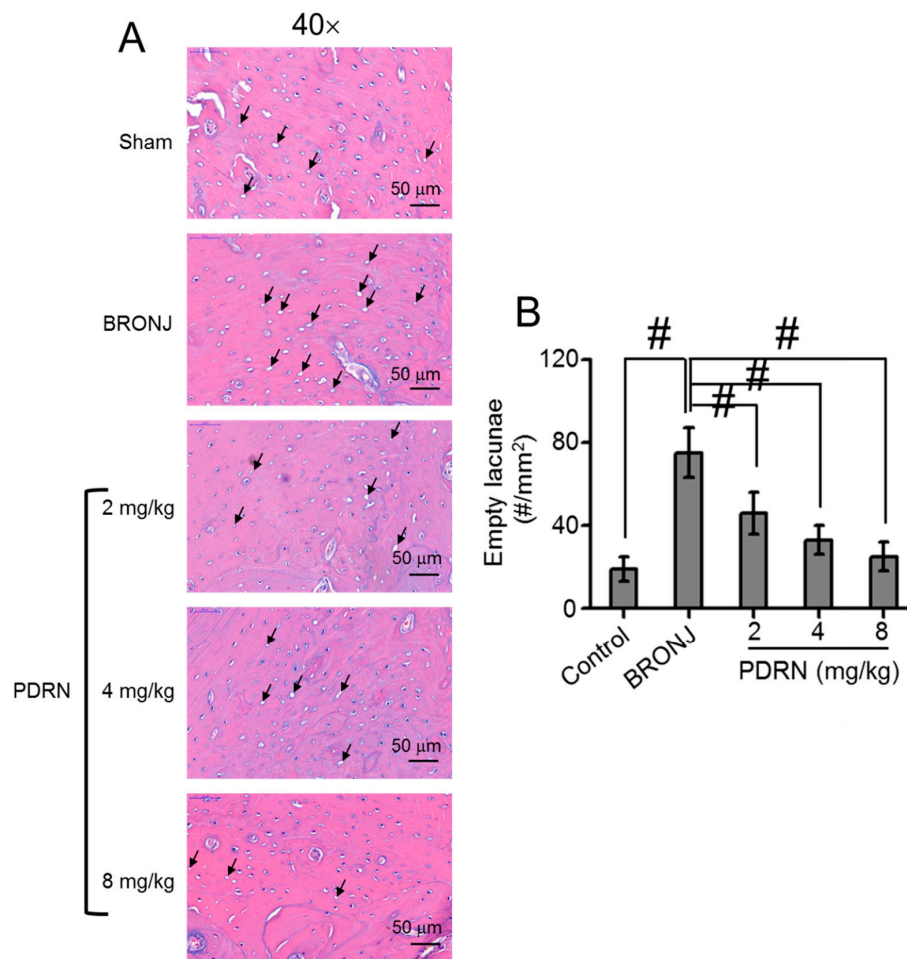 A
40×
Sham
50 μm
BRONJ
50 μm
PDRN
2 mg/kg
50 μm
4 mg/kg
50 μm
8 mg/kg
50 μm
B
#
#
#
#
Empty lacunae
(#/mm²)
120
80
40
0
Control
BRONJ
2
4
8
PDRN (mg/kg)